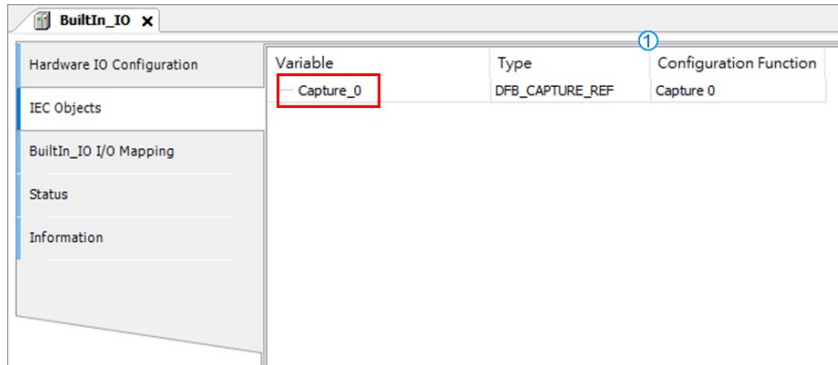 BuiltIn_IO x
①
Hardware IO Configuration
IEC Objects
BuiltIn_IO I/O Mapping
Status
Information
Variable Type Configuration Function
Capture_0 DFB_CAPTURE_REF Capture 0